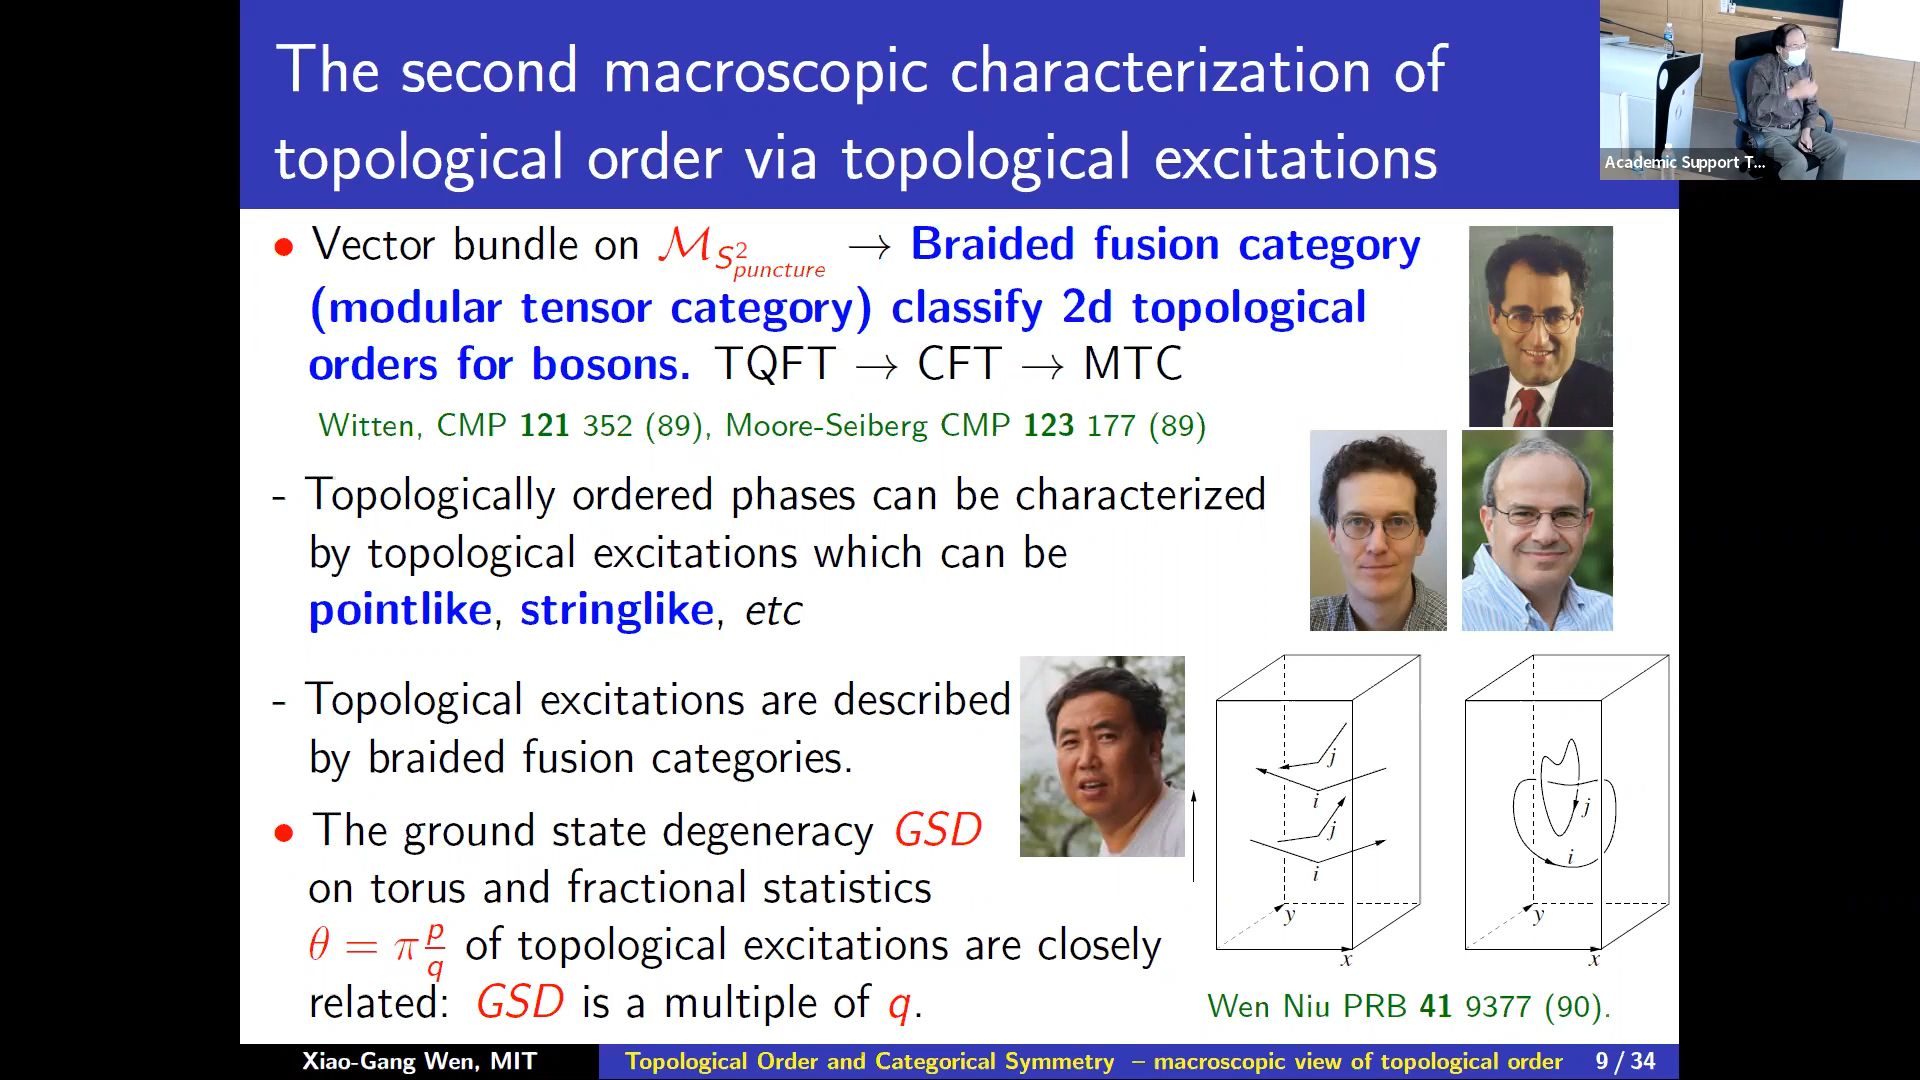 The second macroscopic characterization of
topological order via topological excitations
Academic Support T...
• Vector bundle on 𝓜_{S²_{puncture}} → Braided fusion category
(modular tensor category) classify 2d topological
orders for bosons. TQFT → CFT → MTC
Witten, CMP 121 352 (89), Moore-Seiberg CMP 123 177 (89)
- Topologically ordered phases can be characterized
by topological excitations which can be
pointlike, stringlike, etc
- Topological excitations are described
by braided fusion categories.
• The ground state degeneracy GSD
on torus and fractional statistics
θ = π p/q of topological excitations are closely
related: GSD is a multiple of q.
j
i
j
i
y
x
j
i
y
x
Wen Niu PRB 41 9377 (90).
Xiao-Gang Wen, MIT
Topological Order and Categorical Symmetry – macroscopic view of topological order
9 / 34